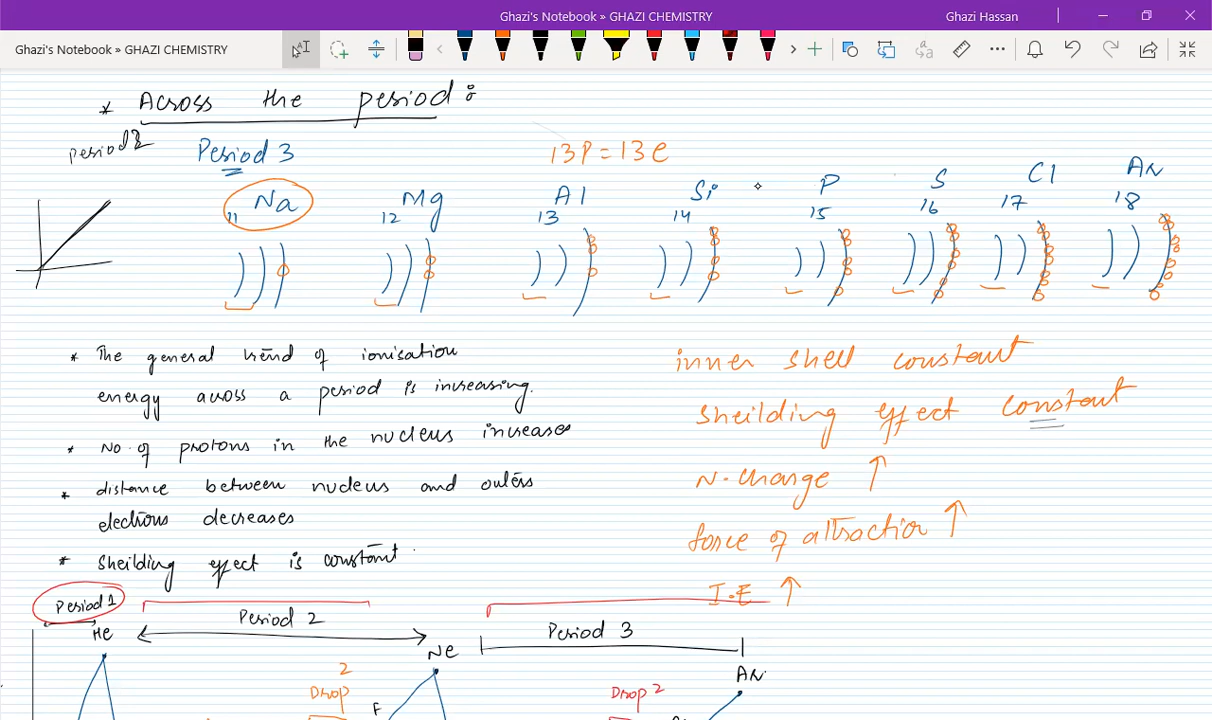 Ghazi's Notebook » GHAZI CHEMISTRY
Ghazi Hassan
Ghazi's Notebook » GHAZI CHEMISTRY
* Across the period:
Period 2
Period 3
13P = 13e
Na Mg Al Si P S Cl AN
11 12 13 14 15 16 17 18
* The general trend of ionisation
energy across a period is increasing.
* No. of protons in the nucleus increases
* distance between nucleus and outers
elections decreases
* Sheilding effect is constant.
inner shell constant
Sheilding effect constant
N. Charge ↑
force of attraction ↑
I.E ↑
Period 1
Period 2
Period 3
He
Ne
AN
2
Drop
Drop 2
F